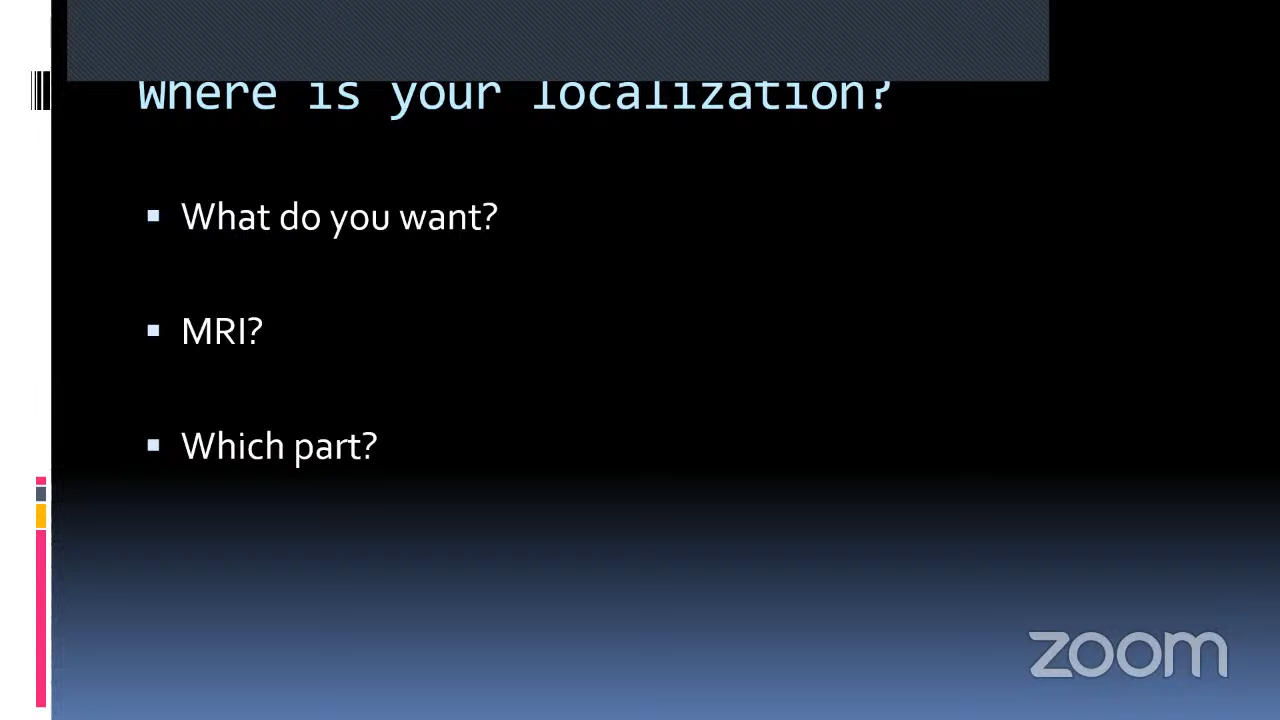 Where is your localization?
What do you want?
MRI?
Which part?
zoom